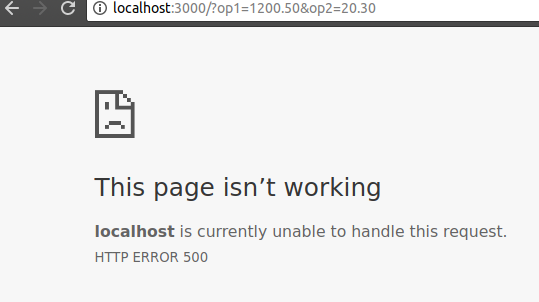 localhost:3000/?op1=1200.50&op2=20.30
This page isn’t working
localhost is currently unable to handle this request.
HTTP ERROR 500